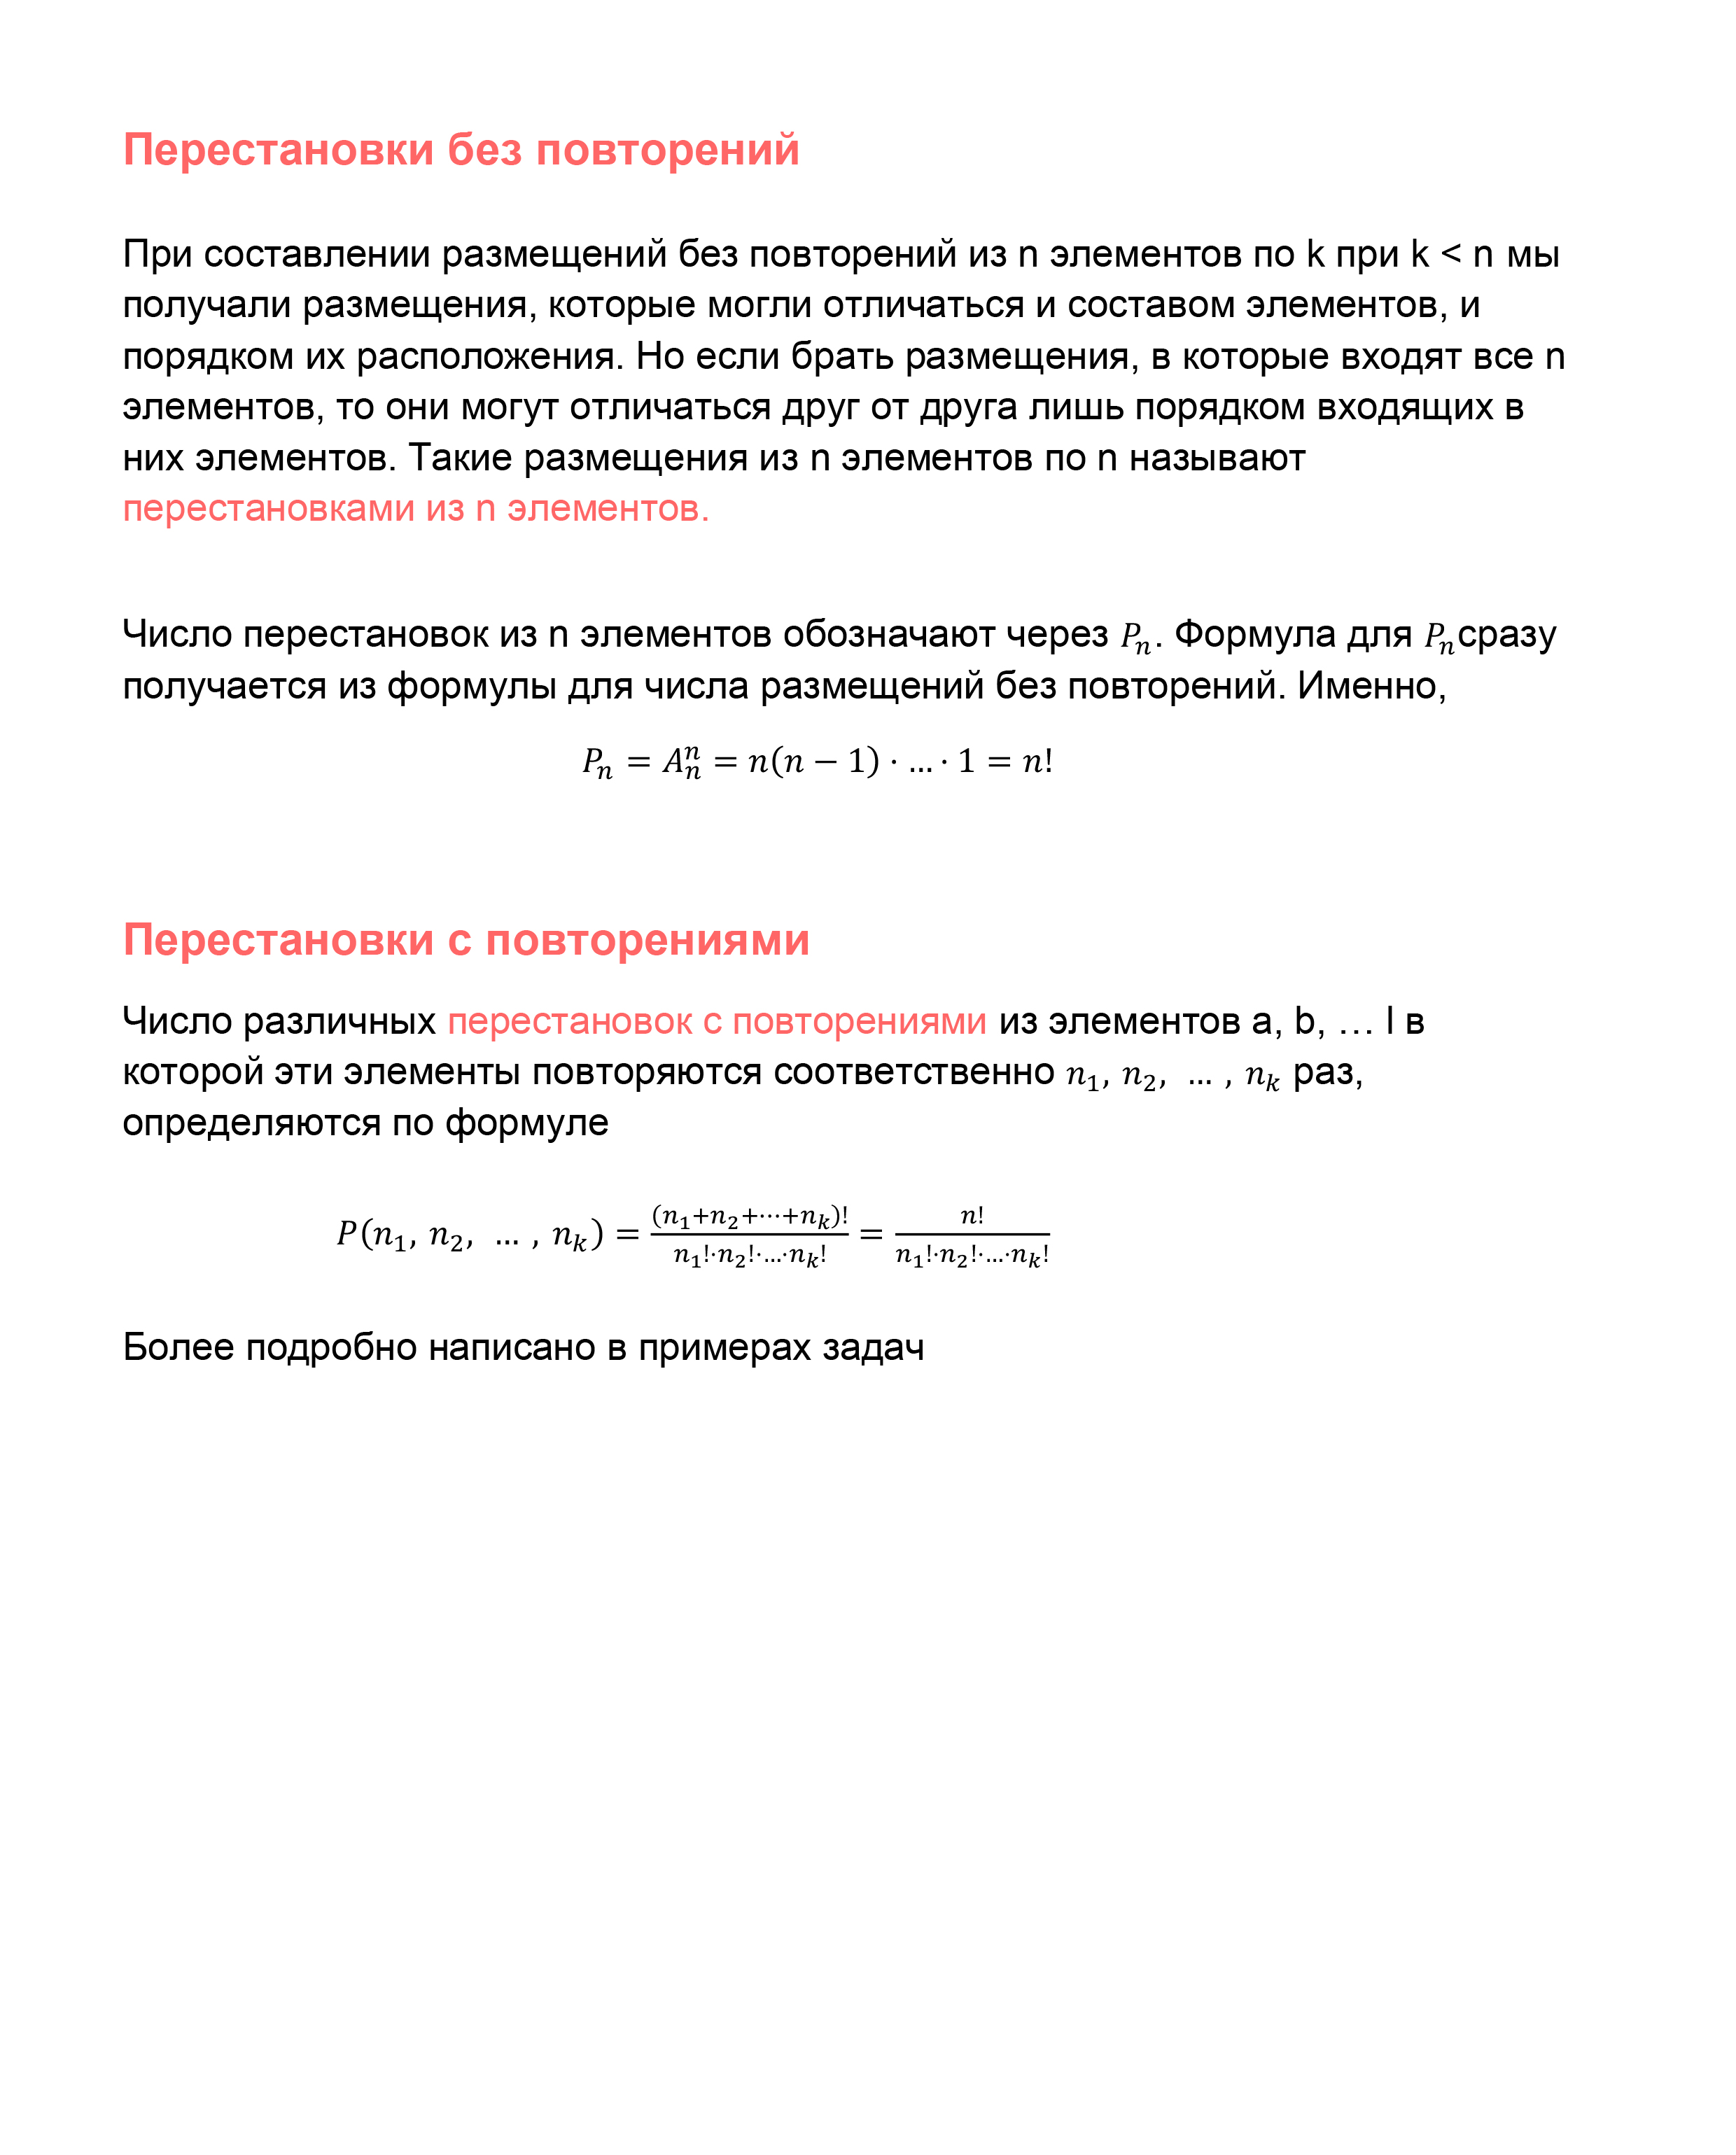 Перестановки без повторений
При составлении размещений без повторений из n элементов по k при k < n мы
получали размещения, которые могли отличаться и составом элементов, и
порядком их расположения. Но если брать размещения, в которые входят все n
элементов, то они могут отличаться друг от друга лишь порядком входящих в
них элементов. Такие размещения из n элементов по n называют
перестановками из n элементов.
Число перестановок из n элементов обозначают через $P_n$. Формула для $P_n$сразу
получается из формулы для числа размещений без повторений. Именно,
$P_n = A_n^n = n(n - 1) \cdot \ldots \cdot 1 = n!$
Перестановки с повторениями
Число различных перестановок с повторениями из элементов a, b, … l в
которой эти элементы повторяются соответственно $n_1, n_2, \ldots, n_k$ раз,
определяются по формуле
$P(n_1, n_2, \ldots, n_k) = \frac{(n_1+n_2+\cdots+n_k)!}{n_1! \cdot n_2! \cdot \ldots \cdot n_k!} = \frac{n!}{n_1! \cdot n_2! \cdot \ldots \cdot n_k!}$
Более подробно написано в примерах задач